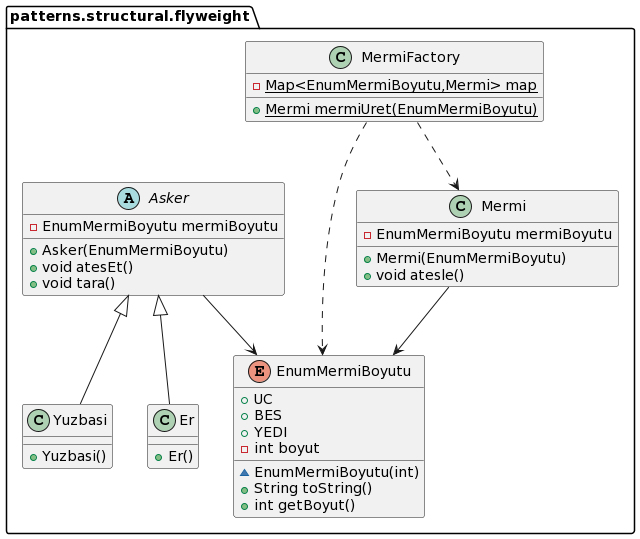 patterns.structural.flyweight
C MermiFactory
Map<EnumMermiBoyutu,Mermi> map
Mermi mermiUret(EnumMermiBoyutu)
A Asker
EnumMermiBoyutu mermiBoyutu
Asker(EnumMermiBoyutu)
void atesEt()
void tara()
C Mermi
EnumMermiBoyutu mermiBoyutu
Mermi(EnumMermiBoyutu)
void atesle()
C Yuzbasi
Yuzbasi()
C Er
Er()
E EnumMermiBoyutu
UC
BES
YEDI
int boyut
EnumMermiBoyutu(int)
String toString()
int getBoyut()